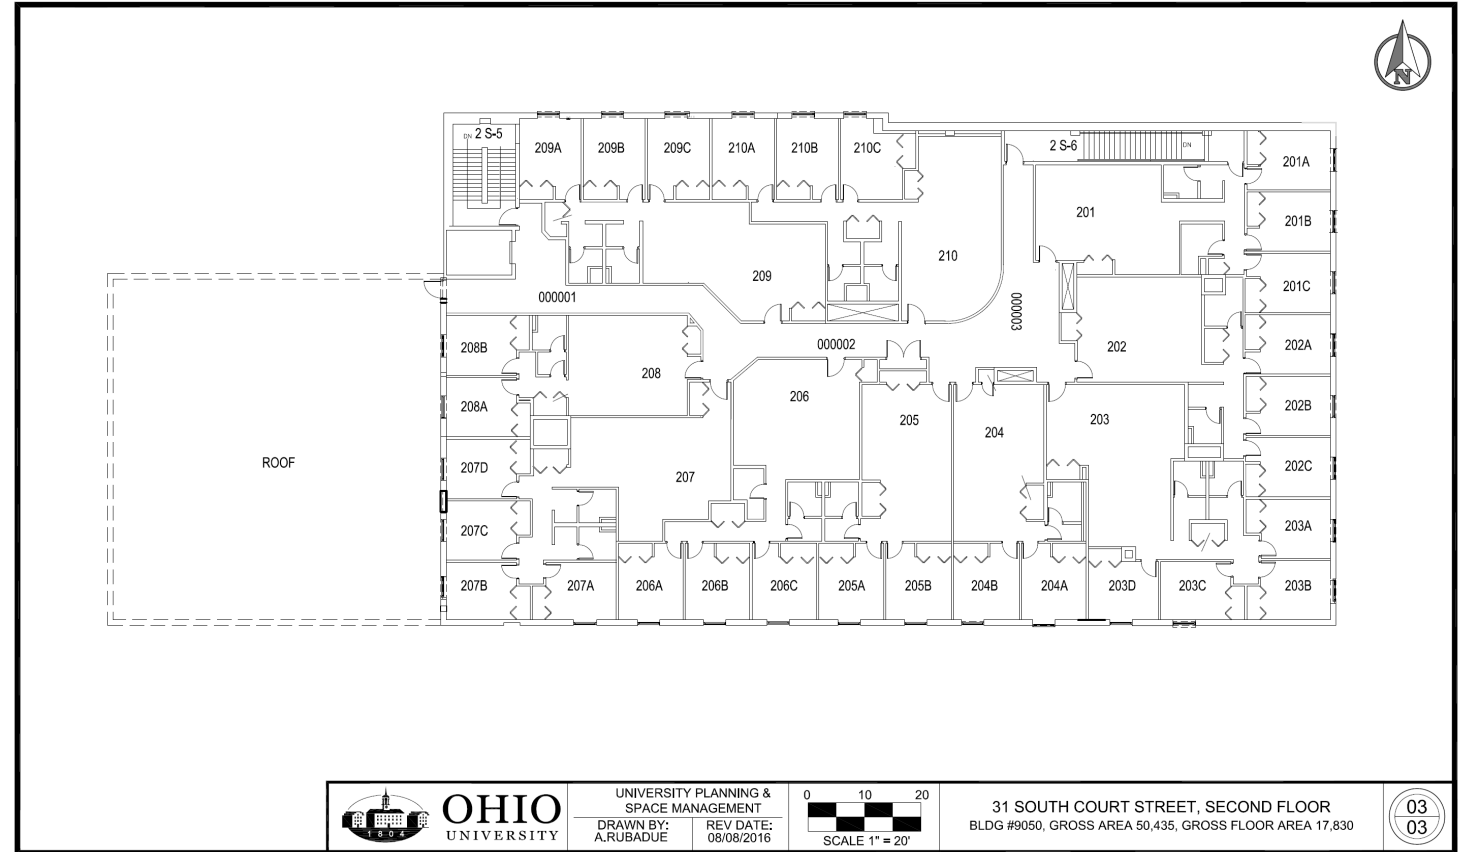 N
2 S-5
DN
209A
209B
209C
210A
210B
210C
2 S-6
DN
201A
201
201B
210
209
201C
000001
000003
000002
208B
208
202
202A
208A
206
205
204
203
202B
ROOF
207D
207
202C
207C
203A
207B
207A
206A
206B
206C
205A
205B
204B
204A
203D
203C
203B
1804
OHIO
UNIVERSITY
UNIVERSITY PLANNING &
SPACE MANAGEMENT
DRAWN BY:
A.RUBADUE
REV DATE:
08/08/2016
0 10 20
SCALE 1" = 20'
31 SOUTH COURT STREET, SECOND FLOOR
BLDG #9050, GROSS AREA 50,435, GROSS FLOOR AREA 17,830
03
03